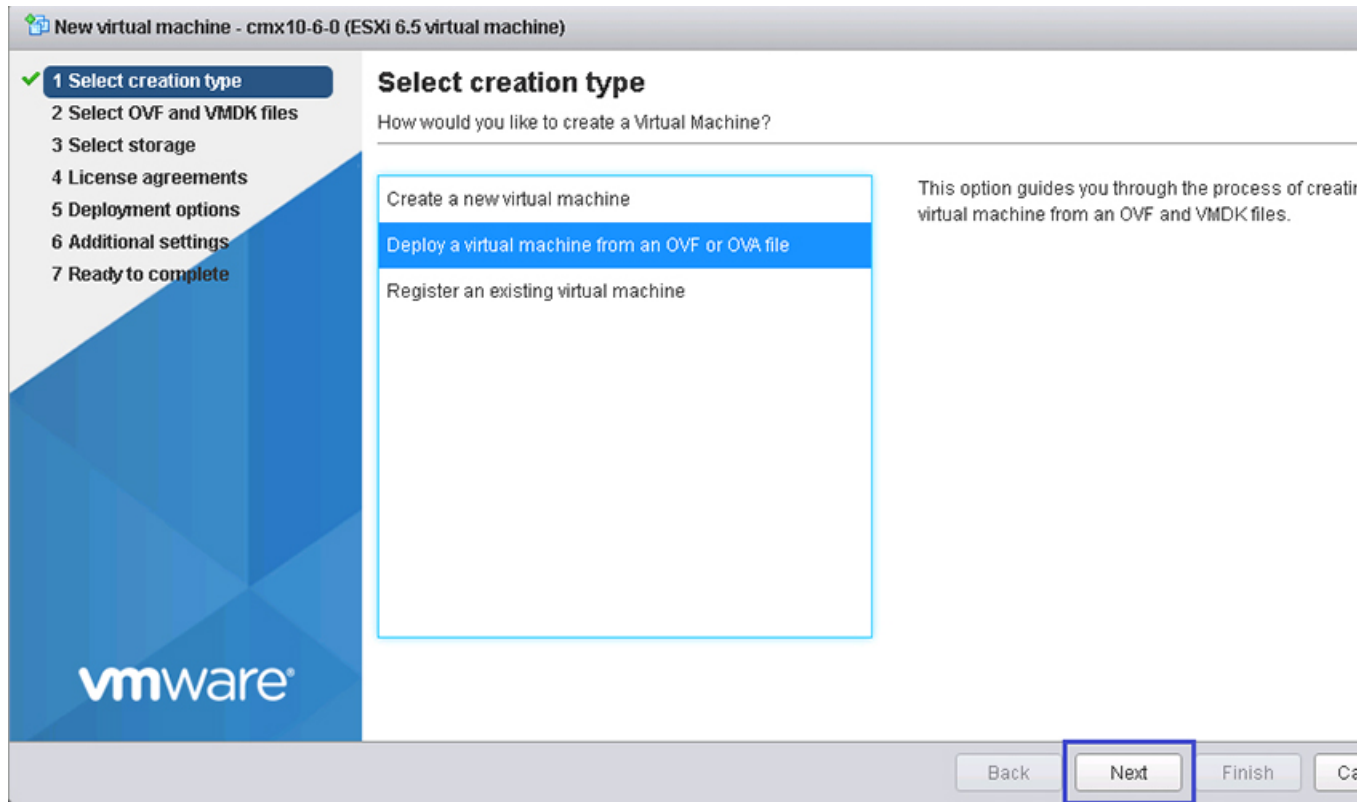 New virtual machine - cmx10-6-0 (ESXi 6.5 virtual machine)
1 Select creation type
2 Select OVF and VMDK files
3 Select storage
4 License agreements
5 Deployment options
6 Additional settings
7 Ready to complete
Select creation type
How would you like to create a Virtual Machine?
Create a new virtual machine
Deploy a virtual machine from an OVF or OVA file
Register an existing virtual machine
This option guides you through the process of
virtual machine from an OVF and VMDK files.
vmware
Back
Next
Finish